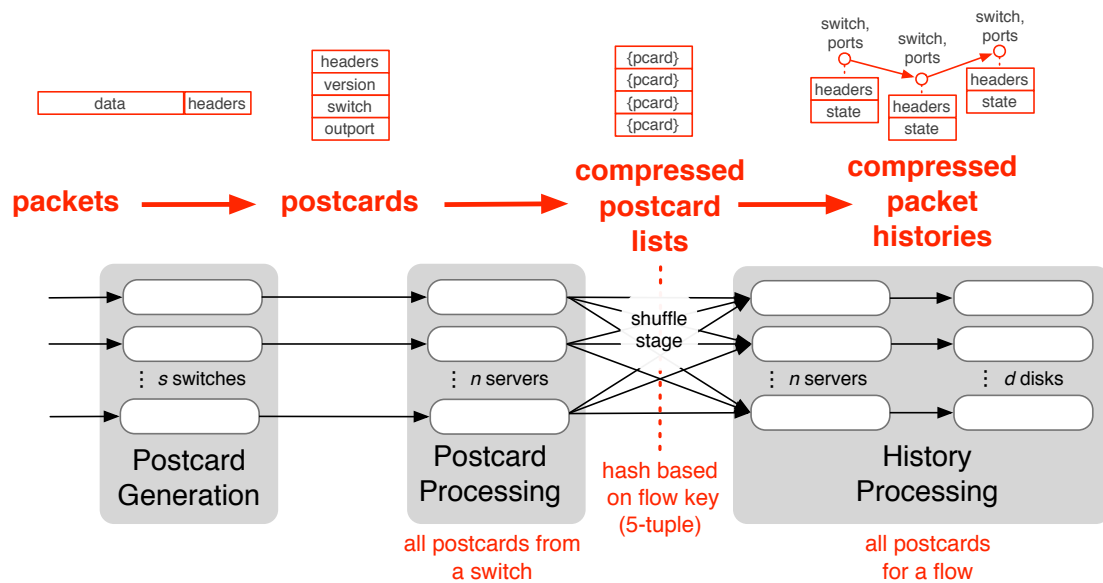 data
headers
headers
version
switch
outport
{pcard}
{pcard}
{pcard}
{pcard}
switch,
ports
switch,
ports
switch,
ports
headers
state
headers
state
headers
state
packets
postcards
compressed
postcard
lists
compressed
packet
histories
shuffle
stage
⋮ s switches
⋮ n servers
⋮ n servers
⋮ d disks
Postcard
Generation
Postcard
Processing
hash based
on flow key
(5-tuple)
History
Processing
all postcards from
a switch
all postcards
for a flow